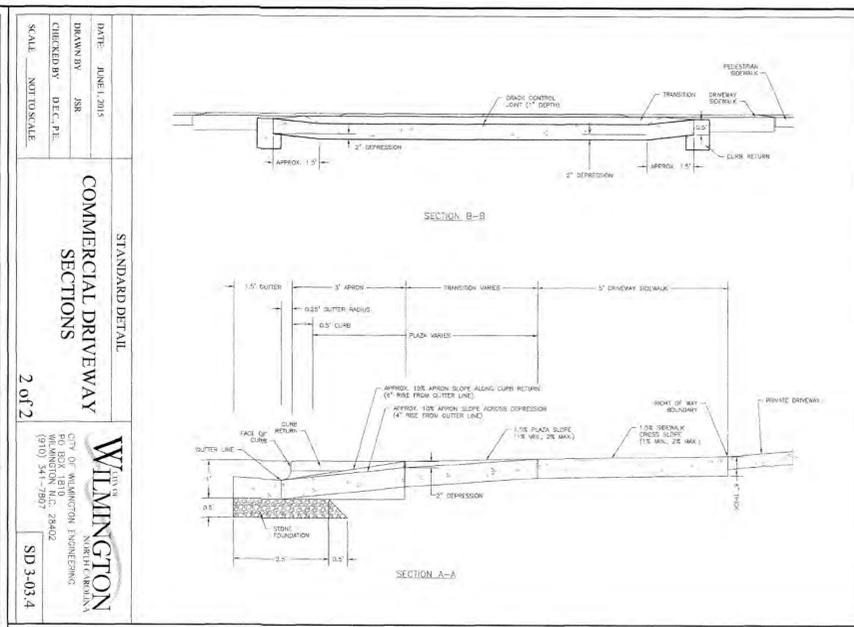 PEDESTRIAN
SIDEWALK
CRACK CONTROL
JOINT (1" DEPTH)
TRANSITION
DRIVEWAY
SIDEWALK
0.5'
2" DEPRESSION
APPROX. 1.5'
2" DEPRESSION
APPROX. 1.5'
CURB RETURN
SECTION B-B
1.5' GUTTER
3' APRON
TRANSITION VARIES
5' DRIVEWAY SIDEWALK
0.25' GUTTER RADIUS
0.5' CURB
PLAZA VARIES
APPROX. 10% APRON SLOPE ALONG CURB RETURN
(6" RISE FROM GUTTER LINE)
APPROX. 10% APRON SLOPE ACROSS DEPRESSION
(4" RISE FROM GUTTER LINE)
CURB
RETURN
FACE OF
CURB
GUTTER LINE
1.5% PLAZA SLOPE
(1% MIN., 2% MAX.)
1.5% SIDEWALK
CROSS SLOPE
(1% MIN., 2% MAX.)
RIGHT OF WAY
BOUNDARY
PRIVATE DRIVEWAY
1'
0.5'
2" DEPRESSION
THICK
STONE
FOUNDATION
2.5'
0.5'
SECTION A-A
DATE: JUNE 1, 2015
DRAWN BY JSR
CHECKED BY D.E.C., P.E.
SCALE NOT TO SCALE
STANDARD DETAIL
COMMERCIAL DRIVEWAY
SECTIONS
2 of 2
CITY OF
WILMINGTON
NORTH CAROLINA
CITY OF WILMINGTON ENGINEERING
PO BOX 1810
WILMINGTON N.C. 28402
(910) 341-7807
SD 3-03.4